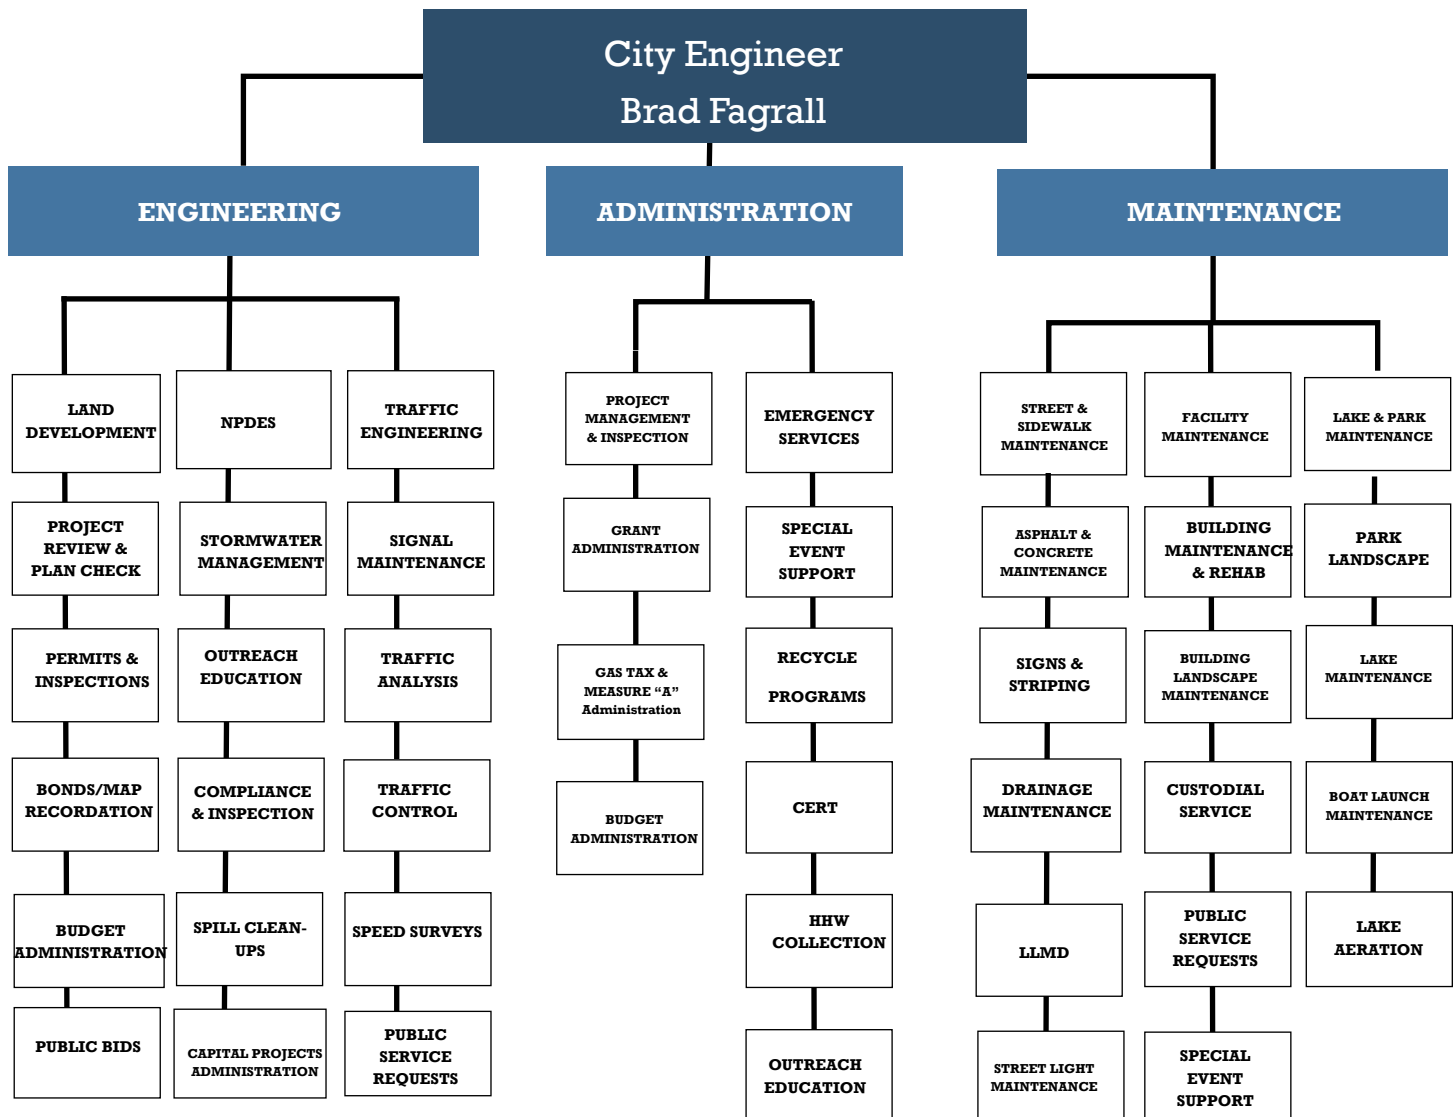 City Engineer
Brad Fagrall
ENGINEERING
ADMINISTRATION
MAINTENANCE
LAND
DEVELOPMENT
PROJECT
REVIEW &
PLAN CHECK
PERMITS &
INSPECTIONS
BONDS/MAP
RECORDATION
BUDGET
ADMINISTRATION
PUBLIC BIDS
NPDES
STORMWATER
MANAGEMENT
OUTREACH
EDUCATION
COMPLIANCE
& INSPECTION
SPILL CLEAN-
UPS
CAPITAL PROJECTS
ADMINISTRATION
TRAFFIC
ENGINEERING
SIGNAL
MAINTENANCE
TRAFFIC
ANALYSIS
TRAFFIC
CONTROL
SPEED SURVEYS
PUBLIC
SERVICE
REQUESTS
PROJECT
MANAGEMENT
& INSPECTION
GRANT
ADMINISTRATION
GAS TAX &
MEASURE “A”
Administration
BUDGET
ADMINISTRATION
EMERGENCY
SERVICES
SPECIAL
EVENT
SUPPORT
RECYCLE
PROGRAMS
CERT
HHW
COLLECTION
OUTREACH
EDUCATION
STREET &
SIDEWALK
MAINTENANCE
ASPHALT &
CONCRETE
MAINTENANCE
SIGNS &
STRIPING
DRAINAGE
MAINTENANCE
LLMD
STREET LIGHT
MAINTENANCE
FACILITY
MAINTENANCE
BUILDING
MAINTENANCE
& REHAB
BUILDING
LANDSCAPE
MAINTENANCE
CUSTODIAL
SERVICE
PUBLIC
SERVICE
REQUESTS
SPECIAL
EVENT
SUPPORT
LAKE & PARK
MAINTENANCE
PARK
LANDSCAPE
LAKE
MAINTENANCE
BOAT LAUNCH
MAINTENANCE
LAKE
AERATION